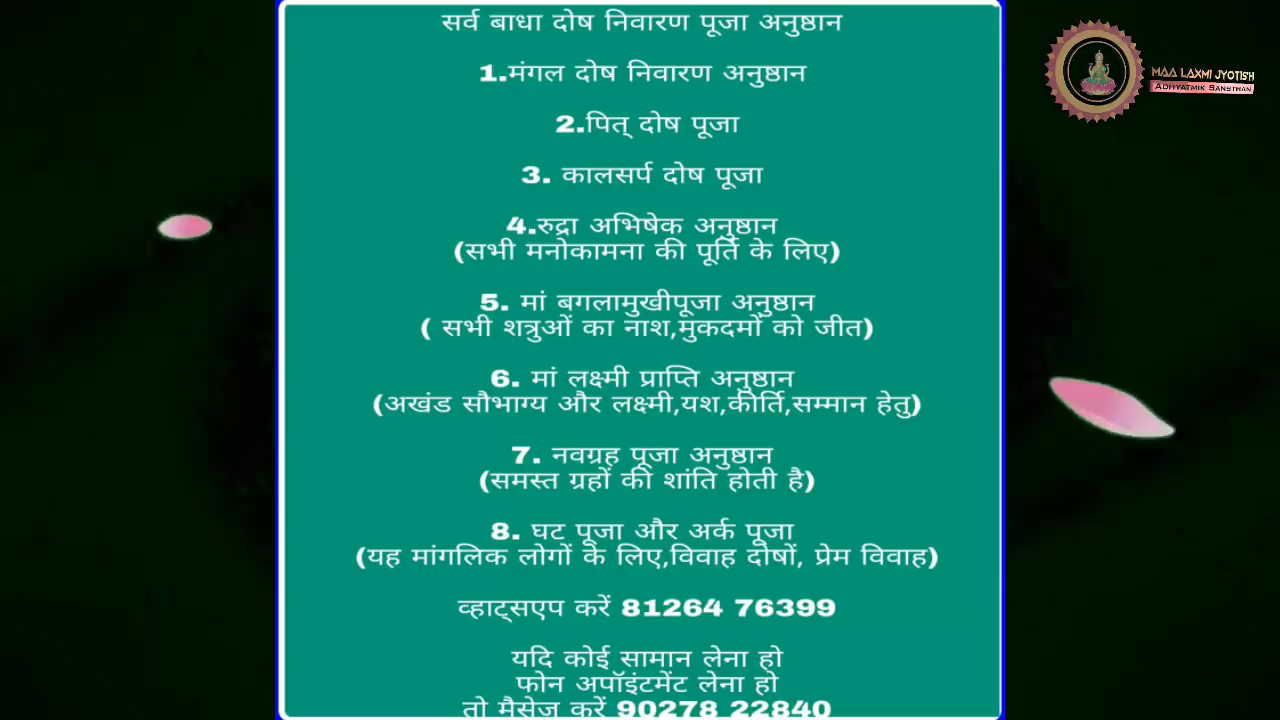 सर्व बाधा दोष निवारण पूजा अनुष्ठान
1.मंगल दोष निवारण अनुष्ठान
2.पित् दोष पूजा
3. कालसर्प दोष पूजा
4.रुद्रा अभिषेक अनुष्ठान
(सभी मनोकामना की पूर्ति के लिए)
5. मां बगलामुखीपूजा अनुष्ठान
( सभी शत्रुओं का नाश,मुकदमों को जीत)
6. मां लक्ष्मी प्राप्ति अनुष्ठान
(अखंड सौभाग्य और लक्ष्मी,यश,कीर्ति,सम्मान हेतु)
7. नवग्रह पूजा अनुष्ठान
(समस्त ग्रहों की शांति होती है)
8. घट पूजा और अर्क पूजा
(यह मांगलिक लोगों के लिए,विवाह दोषों, प्रेम विवाह)
व्हाट्सएप करें 81264 76399
यदि कोई सामान लेना हो
फोन अपॉइंटमेंट लेना हो
तो मैसेज करें 90278 22840
MAA LAXMI JYOTISH
ADHYATMIK SANSTHAN